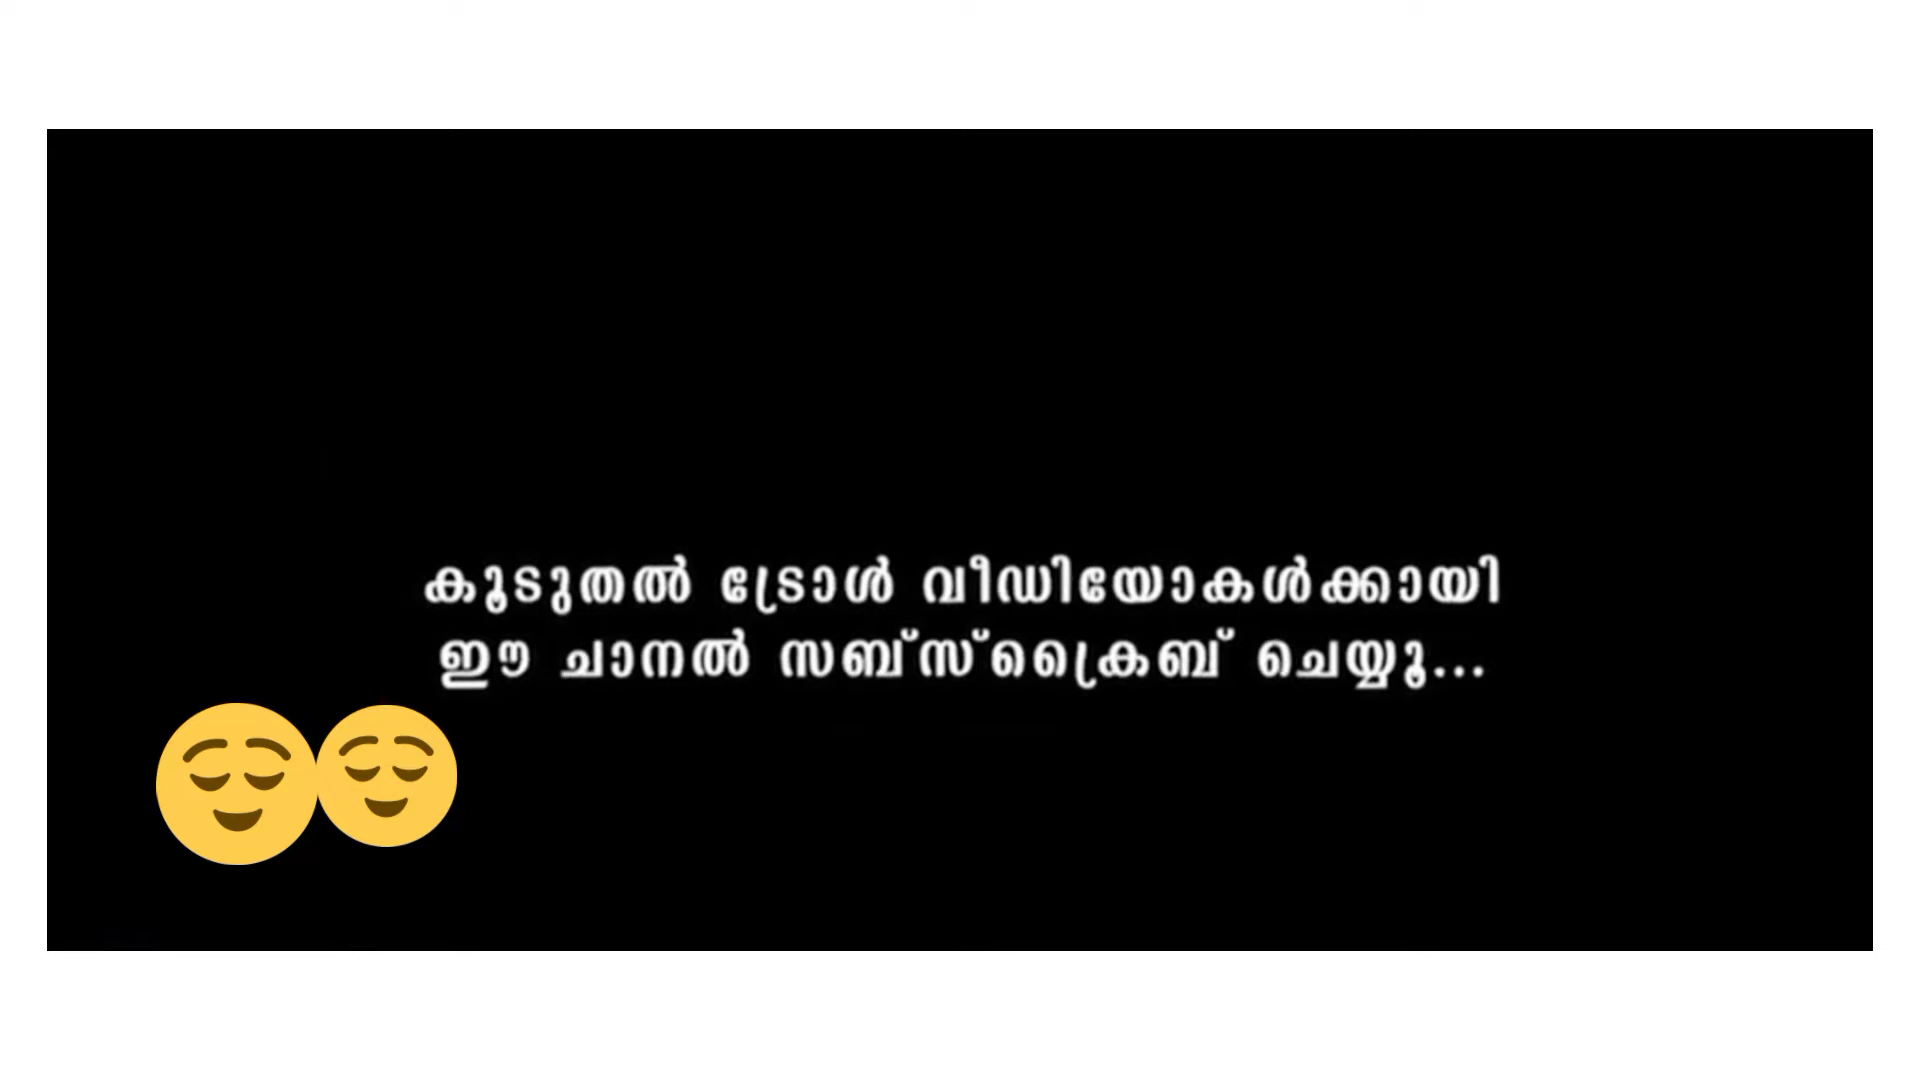 കൂടുതൽ ട്രോൾ വീഡിയോകൾക്കായി
ഈ ചാനൽ സബ്സ്ക്രൈബ് ചെയ്യൂ...